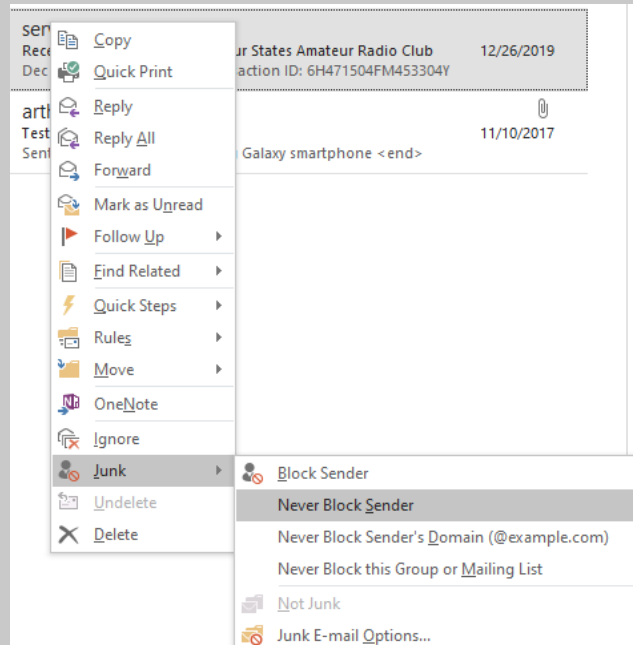 ser
Rece ur States Amateur Radio Club 12/26/2019
Dec action ID: 6H471504FM453304Y
art
Test 11/10/2017
Sent Galaxy smartphone <end>
Copy
Quick Print
Reply
Reply All
Forward
Mark as Unread
Follow Up
Find Related
Quick Steps
Rules
Move
OneNote
Ignore
Junk
Undelete
Delete
Block Sender
Never Block Sender
Never Block Sender's Domain (@example.com)
Never Block this Group or Mailing List
Not Junk
Junk E-mail Options...